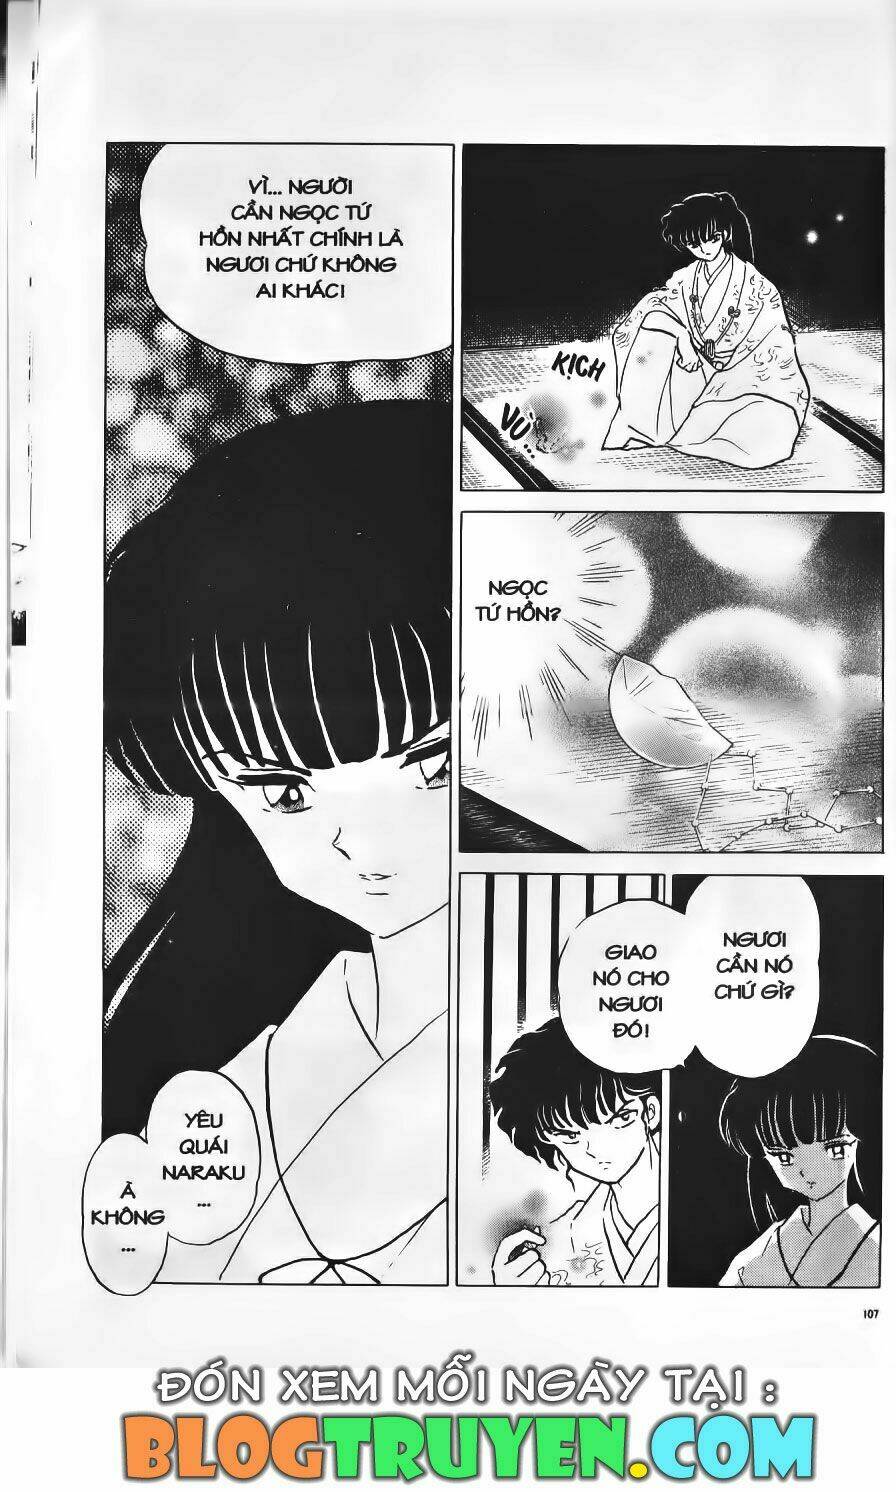 KỊCH
VÙ...
NGỌC
TỨ HỒN?
NGƯƠI
CẦN NÓ
CHỨ GÌ?
GIAO
NÓ CHO
NGƯƠI
ĐÓ!
VÌ... NGƯỜI
CẦN NGỌC TỨ
HỒN NHẤT CHÍNH LÀ
NGƯƠI CHỨ KHÔNG
AI KHÁC!
YÊU
QUÁI
NARAKU
...
À
KHÔNG
...
107
ĐÓN XEM MỖI NGÀY TẠI :
BLOGTRUYEN.COM